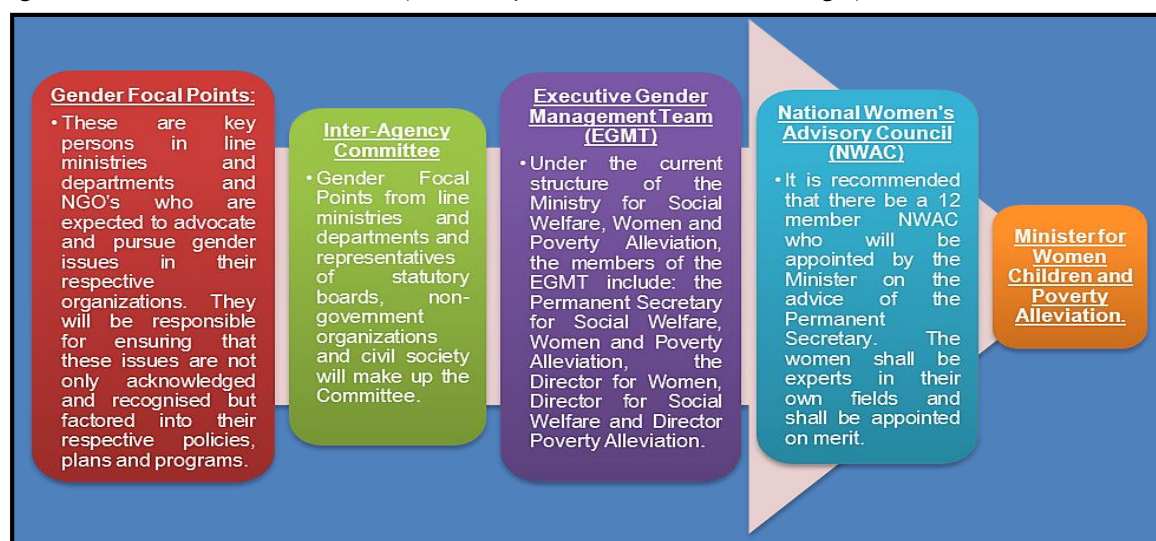 Gender Focal Points:
• These are key
persons in line
ministries and
departments and
NGO's who are
expected to advocate
and pursue gender
issues in their
respective
organizations. They
will be responsible
for ensuring that
these issues are not
only acknowledged
and recognised but
factored into their
respective policies,
plans and programs.
Inter-Agency
Committee
• Gender Focal
Points from line
ministries and
departments and
representatives
of statutory
boards, non-
government
organizations
and civil society
will make up the
Committee.
Executive Gender
Management Team
(EGMT)
• Under the current
structure of the
Ministry for Social
Welfare, Women and
Poverty Alleviation,
the members of the
EGMT include: the
Permanent Secretary
for Social Welfare,
Women and Poverty
Alleviation, the
Director for Women,
Director for Social
Welfare and Director
Poverty Alleviation.
National Women's
Advisory Council
(NWAC)
• It is recommended
that there be a 12
member NWAC
who will be
appointed by the
Minister on the
advice of the
Permanent
Secretary. The
women shall be
experts in their
own fields and
shall be appointed
on merit.
Minister for
Women
Children and
Poverty
Alleviation.